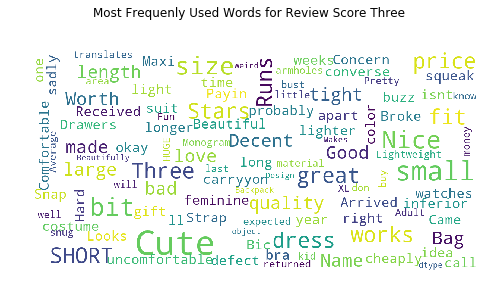 Most Frequenly Used Words for Review Score Three
translates
one
sadly
Maxi
size
Runs
weird
armholes
weeks
Concern
price
length
area
time
bust
converse
squeak
light
Payin
little
Pretty
Worth
tight
buzz
isnt
know
Comfortable
Received
suit
Stars
probably
apart
color
Broke
fit
Drawers
Fun
longer
Beautiful
lighter
money
Average
made
okay
HUGE
Monogram
Decent
Makes
Good
Nice
Beautifully
love
long
material
Lightweight
large
Three
last
great
small
will
bad
carryyon
Design
XL
don
buy
Snap
Hard
bit
feminine
backpack
quality
watches
gift
year
Arrived
inferior
well
costume
ll
Strap
expected
right
Adult
Came
snug
Looks
Cute
object
dress
works
Bag
SHORT
Bic
kid
Name
idea
uncomfortable
defect
bra
returned
cheaply
dtype
call